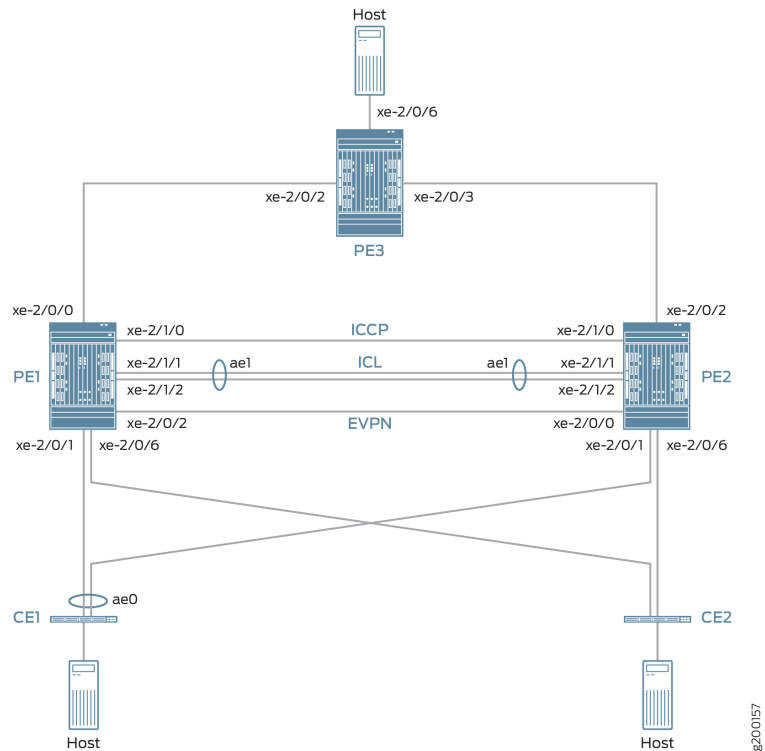 Host
xe-2/0/6
xe-2/0/2
xe-2/0/3
PE3
xe-2/0/0
xe-2/0/2
xe-2/1/0
ICCP
xe-2/1/0
xe-2/1/1
ae1
ICL
ae1
xe-2/1/1
PE1
PE2
xe-2/1/2
xe-2/1/2
xe-2/0/2
EVPN
xe-2/0/0
xe-2/0/1
xe-2/0/6
xe-2/0/1
xe-2/0/6
ae0
CE1
CE2
Host
Host
g200157